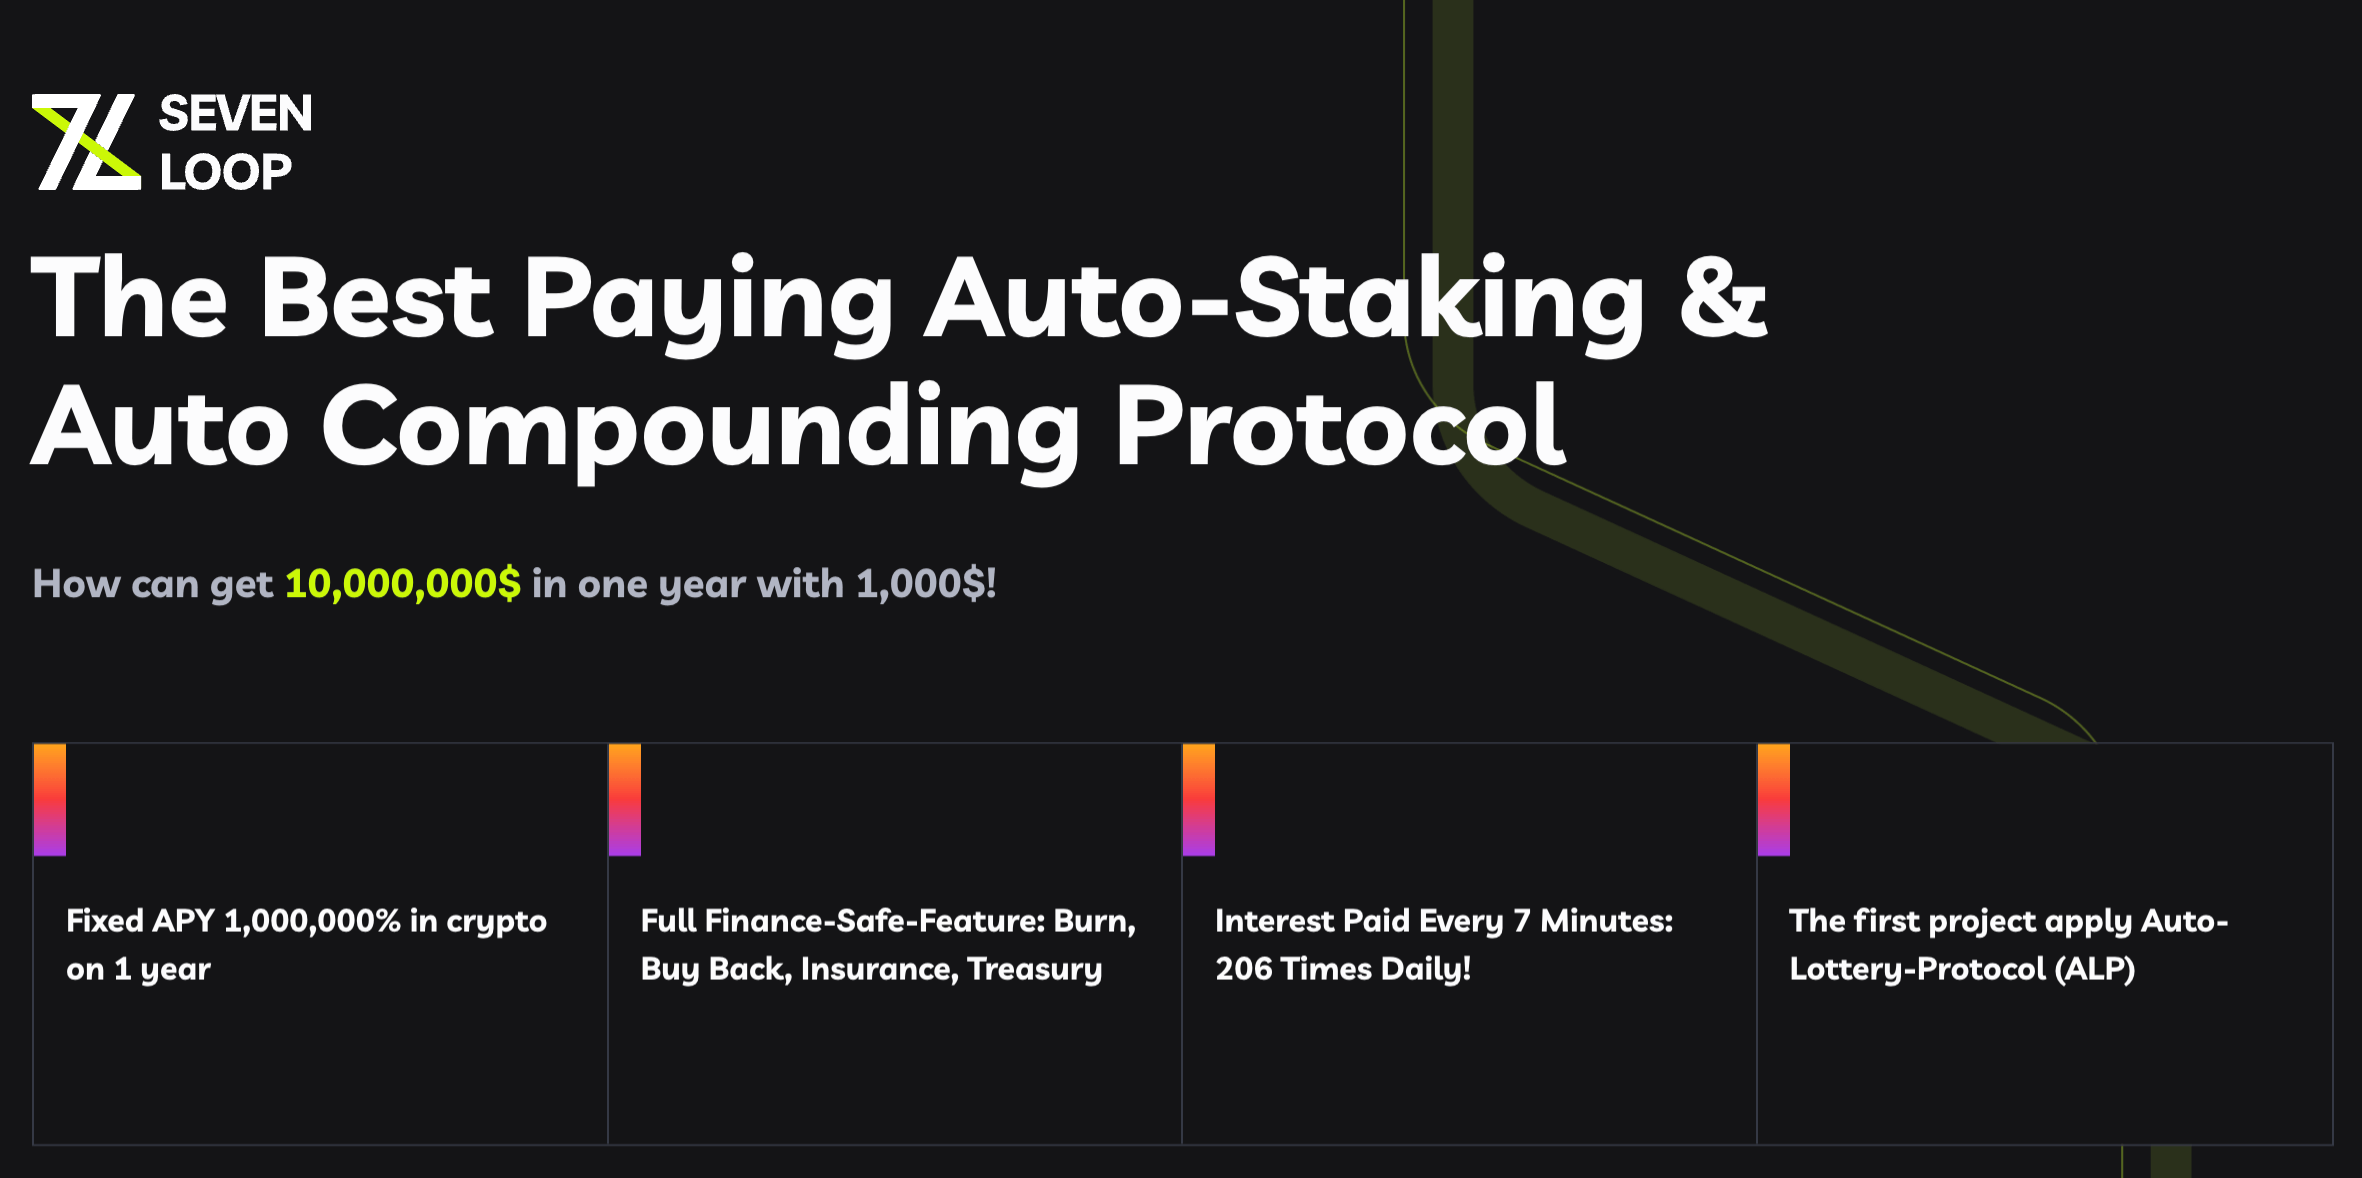 SEVEN
LOOP
The Best Paying Auto-Staking &
Auto Compounding Protocol
How can get 10,000,000$ in one year with 1,000$!
Fixed APY 1,000,000% in crypto
on 1 year
Full Finance-Safe-Feature: Burn,
Buy Back, Insurance, Treasury
Interest Paid Every 7 Minutes:
206 Times Daily!
The first project apply Auto-
Lottery-Protocol (ALP)